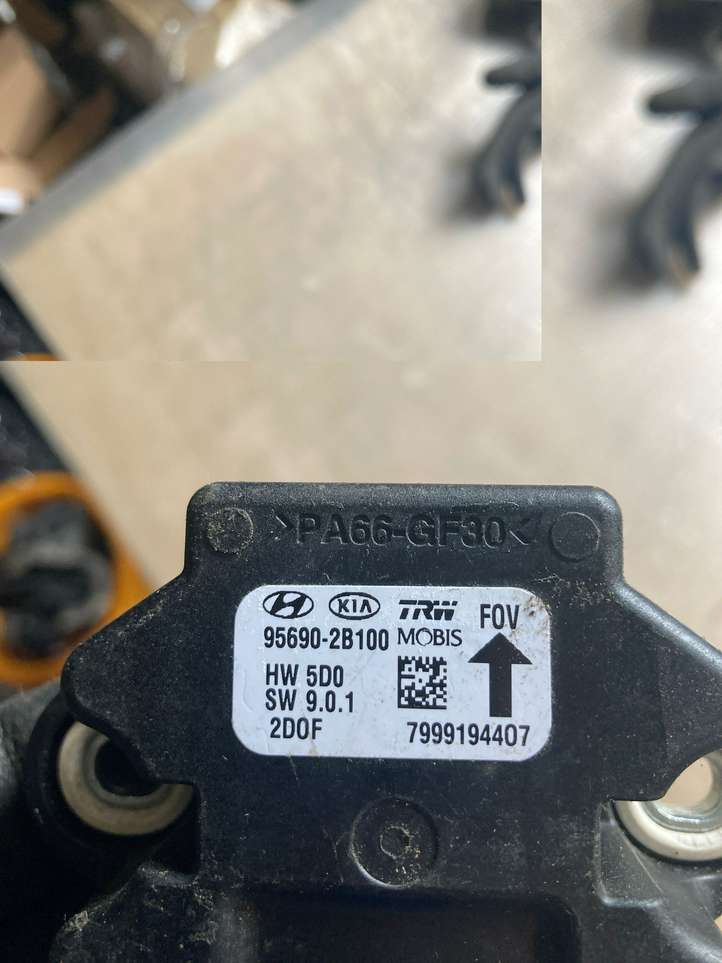 >PA66-GF30<
KIA TRW FOV
95690-2B100 MOBIS
HW 5D0
SW 9.0.1
2DOF 7999194407